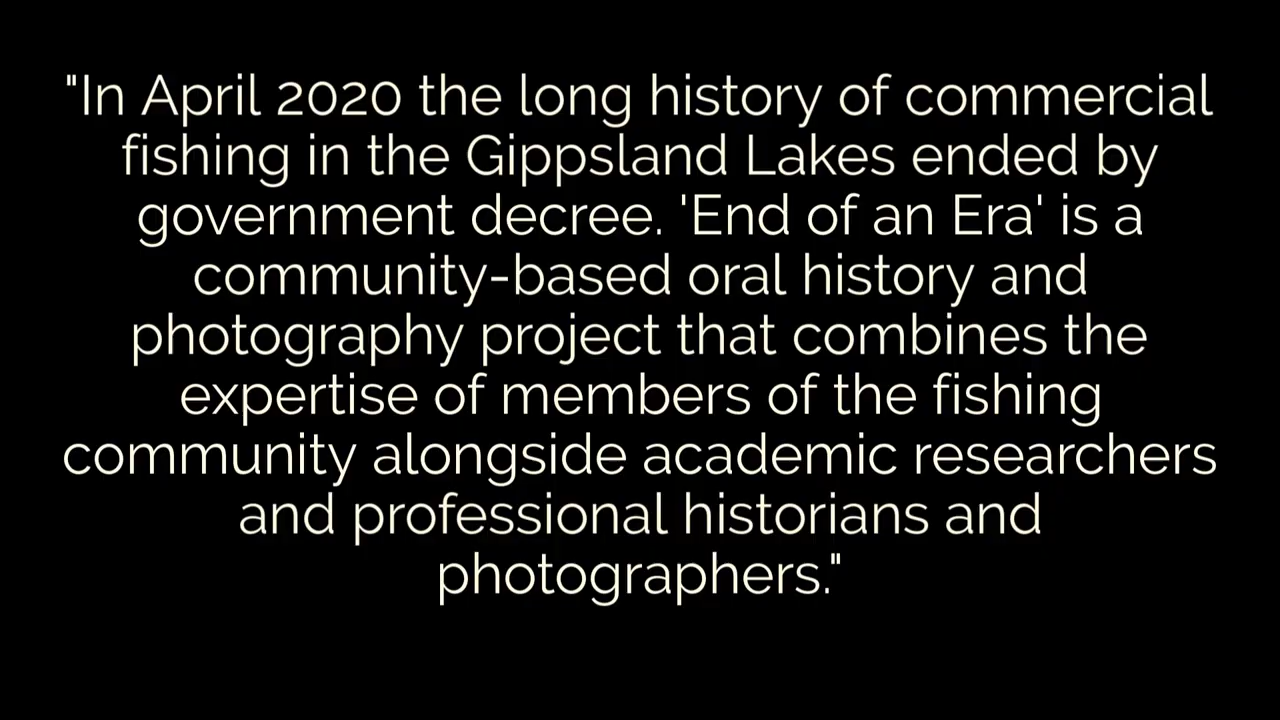 "In April 2020 the long history of commercial
fishing in the Gippsland Lakes ended by
government decree. 'End of an Era' is a
community-based oral history and
photography project that combines the
expertise of members of the fishing
community alongside academic researchers
and professional historians and
photographers."